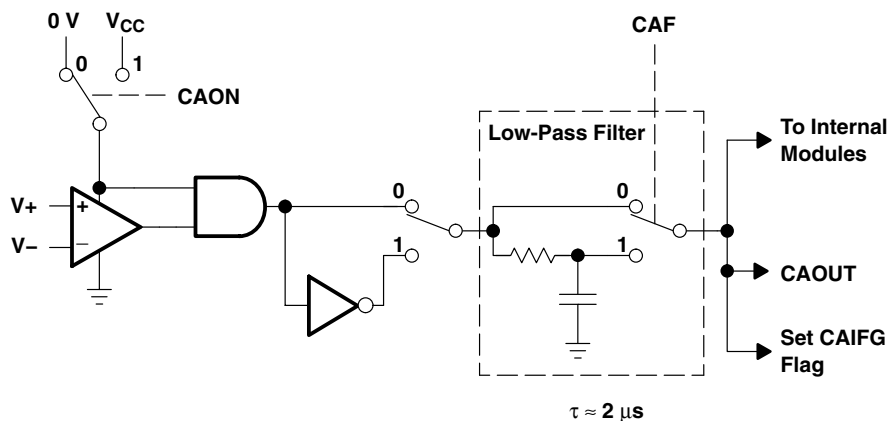 0 V
VCC
0
1
CAON
CAF
Low-Pass Filter
To Internal
Modules
V+
+
V−
−
0
1
0
1
CAOUT
Set CAIFG
Flag
τ ≈ 2 μs